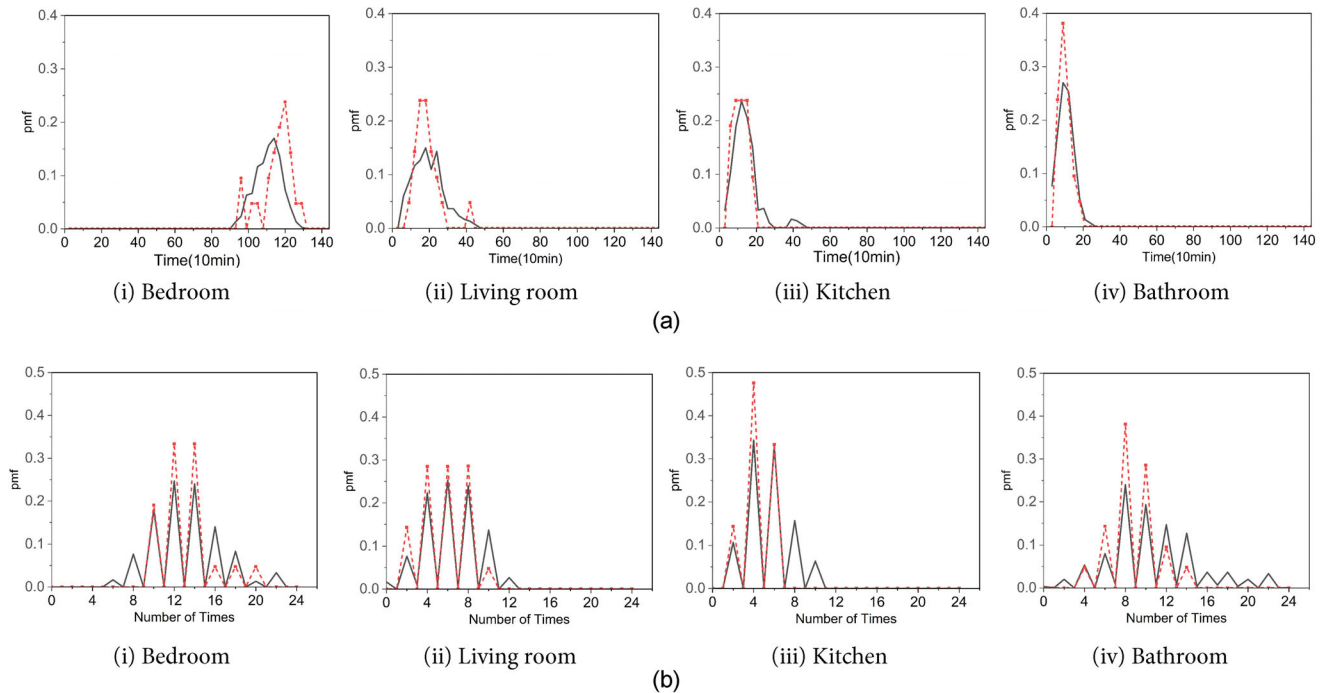 0.4
0.3
0.2
0.1
0.0
pmf
0 20 40 60 80 100 120 140
Time(10min)
(i) Bedroom
0.4
0.3
0.2
0.1
0.0
pmf
0 20 40 60 80 100 120 140
Time(10min)
(ii) Living room
0.4
0.3
0.2
0.1
0.0
pmf
0 20 40 60 80 100 120 140
Time(10min)
(iii) Kitchen
0.4
0.3
0.2
0.1
0.0
pmf
0 20 40 60 80 100 120 140
Time(10min)
(iv) Bathroom
(a)
0.5
0.4
0.3
0.2
0.1
0.0
pmf
0 4 8 12 16 20 24
Number of Times
(i) Bedroom
0.5
0.4
0.3
0.2
0.1
0.0
pmf
0 4 8 12 16 20 24
Number of Times
(ii) Living room
0.5
0.4
0.3
0.2
0.1
0.0
pmf
0 4 8 12 16 20 24
Number of Times
(iii) Kitchen
0.5
0.4
0.3
0.2
0.1
0.0
pmf
0 4 8 12 16 20 24
Number of Times
(iv) Bathroom
(b)